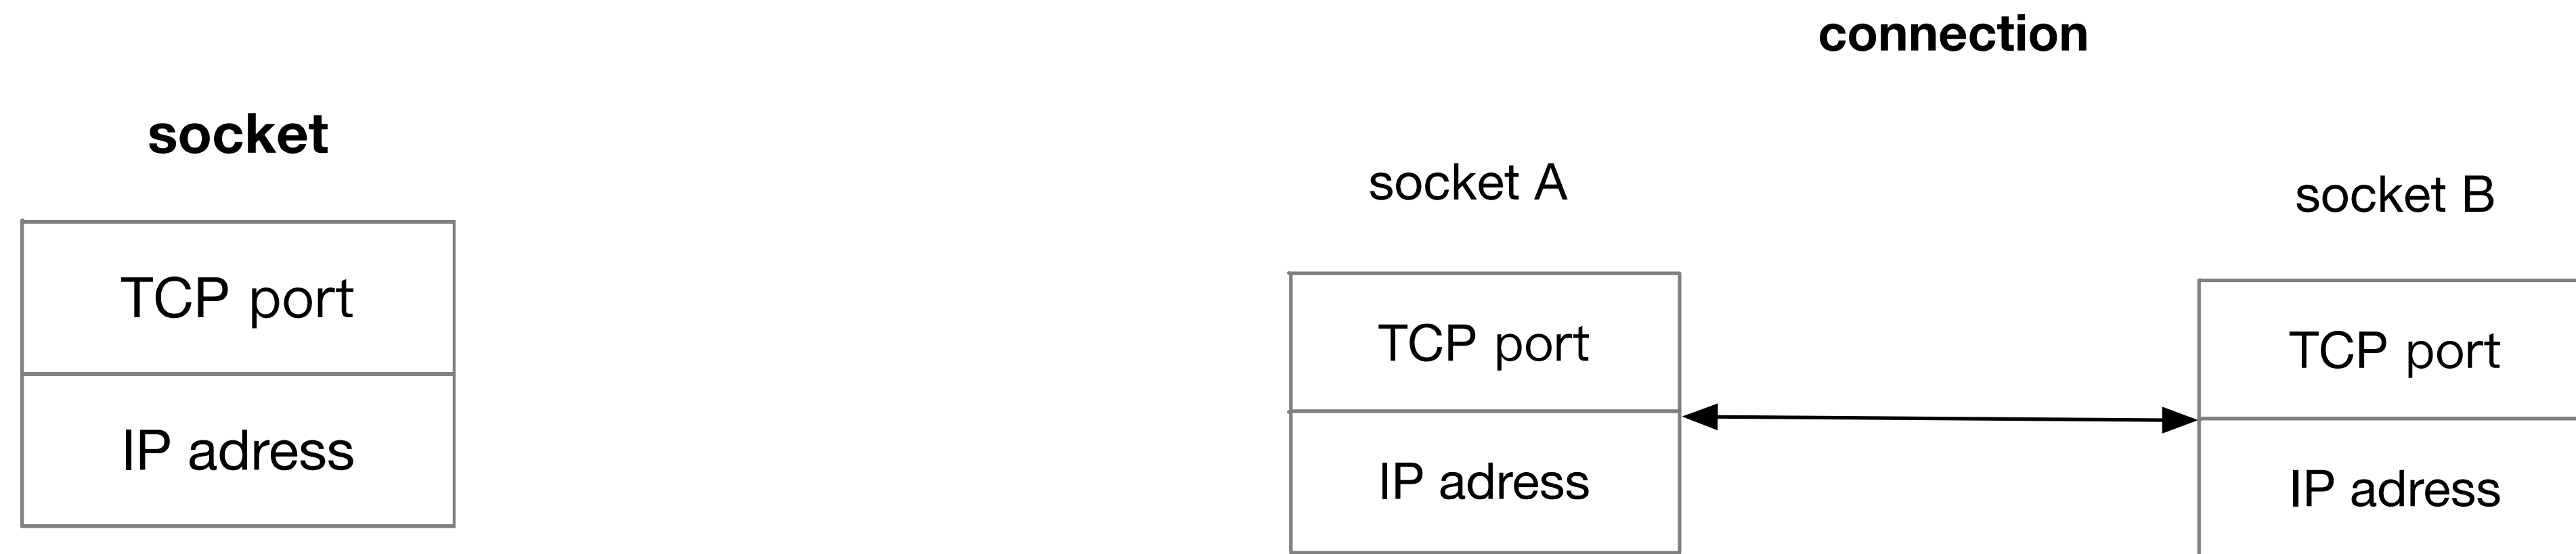 socket
TCP port
IP adress
connection
socket A
TCP port
IP adress
socket B
TCP port
IP adress